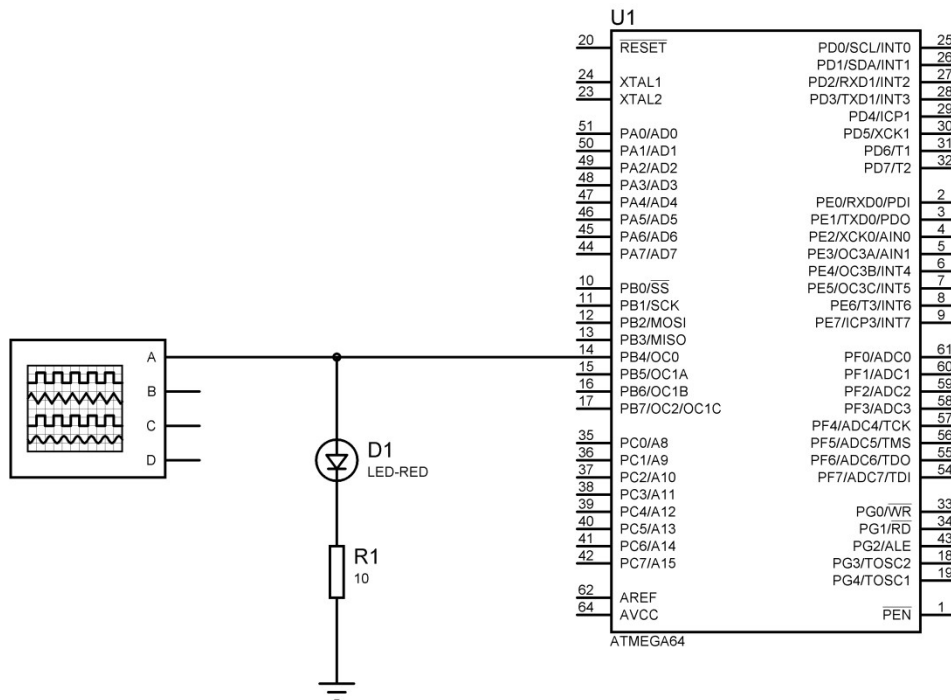 U1
20 RESET PD0/SCL/INT0 25
PD1/SDA/INT1 26
24 XTAL1 PD2/RXD1/INT2 27
23 XTAL2 PD3/TXD1/INT3 28
PD4/ICP1 29
51 PA0/AD0 PD5/XCK1 30
50 PA1/AD1 PD6/T1 31
49 PA2/AD2 PD7/T2 32
48 PA3/AD3
47 PA4/AD4 PE0/RXD0/PDI 2
46 PA5/AD5 PE1/TXD0/PDO 3
45 PA6/AD6 PE2/XCK0/AIN0 4
44 PA7/AD7 PE3/OC3A/AIN1 5
PE4/OC3B/INT4 6
10 PB0/SS PE5/OC3C/INT5 7
11 PB1/SCK PE6/T3/INT6 8
12 PB2/MOSI PE7/ICP3/INT7 9
13 PB3/MISO
A 14 PB4/OC0 PF0/ADC0 61
15 PB5/OC1A PF1/ADC1 60
B 16 PB6/OC1B PF2/ADC2 59
17 PB7/OC2/OC1C PF3/ADC3 58
C PF4/ADC4/TCK 57
35 PC0/A8 PF5/ADC5/TMS 56
D 36 PC1/A9 PF6/ADC6/TDO 55
37 PC2/A10 PF7/ADC7/TDI 54
38 PC3/A11
39 PC4/A12 PG0/WR 33
40 PC5/A13 PG1/RD 34
41 PC6/A14 PG2/ALE 43
42 PC7/A15 PG3/TOSC2 18
PG4/TOSC1 19
62 AREF
64 AVCC PEN 1
ATMEGA64
D1
LED-RED
R1
10